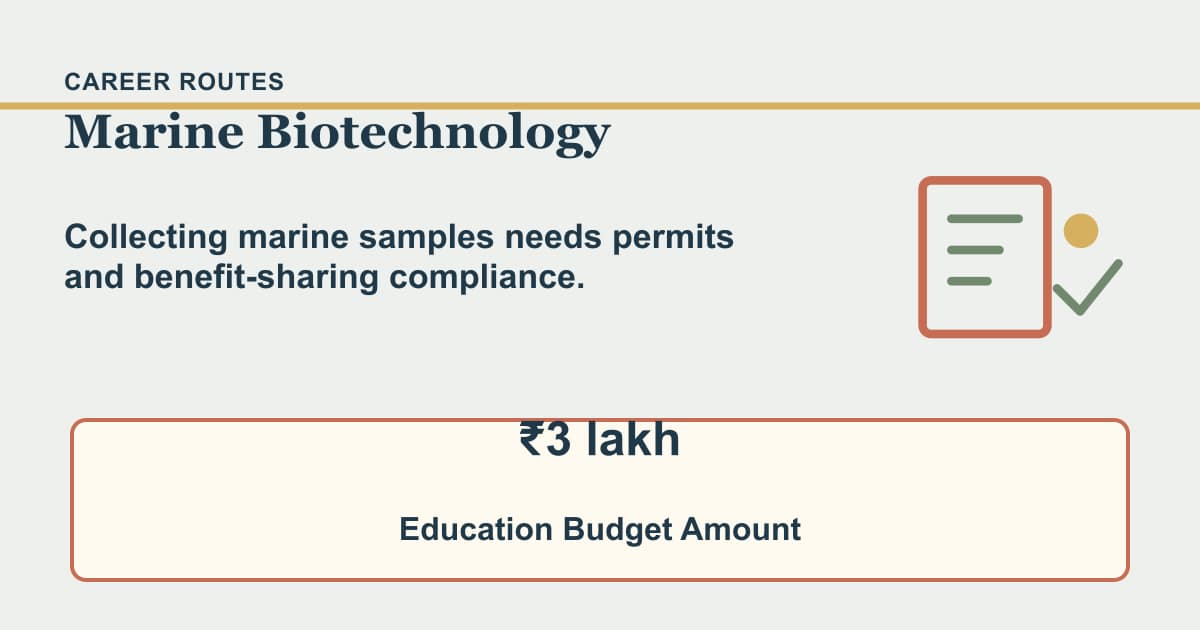 CAREER ROUTES
Marine Biotechnology
Collecting marine samples needs permits
and benefit-sharing compliance.
₹3 lakh
Education Budget Amount